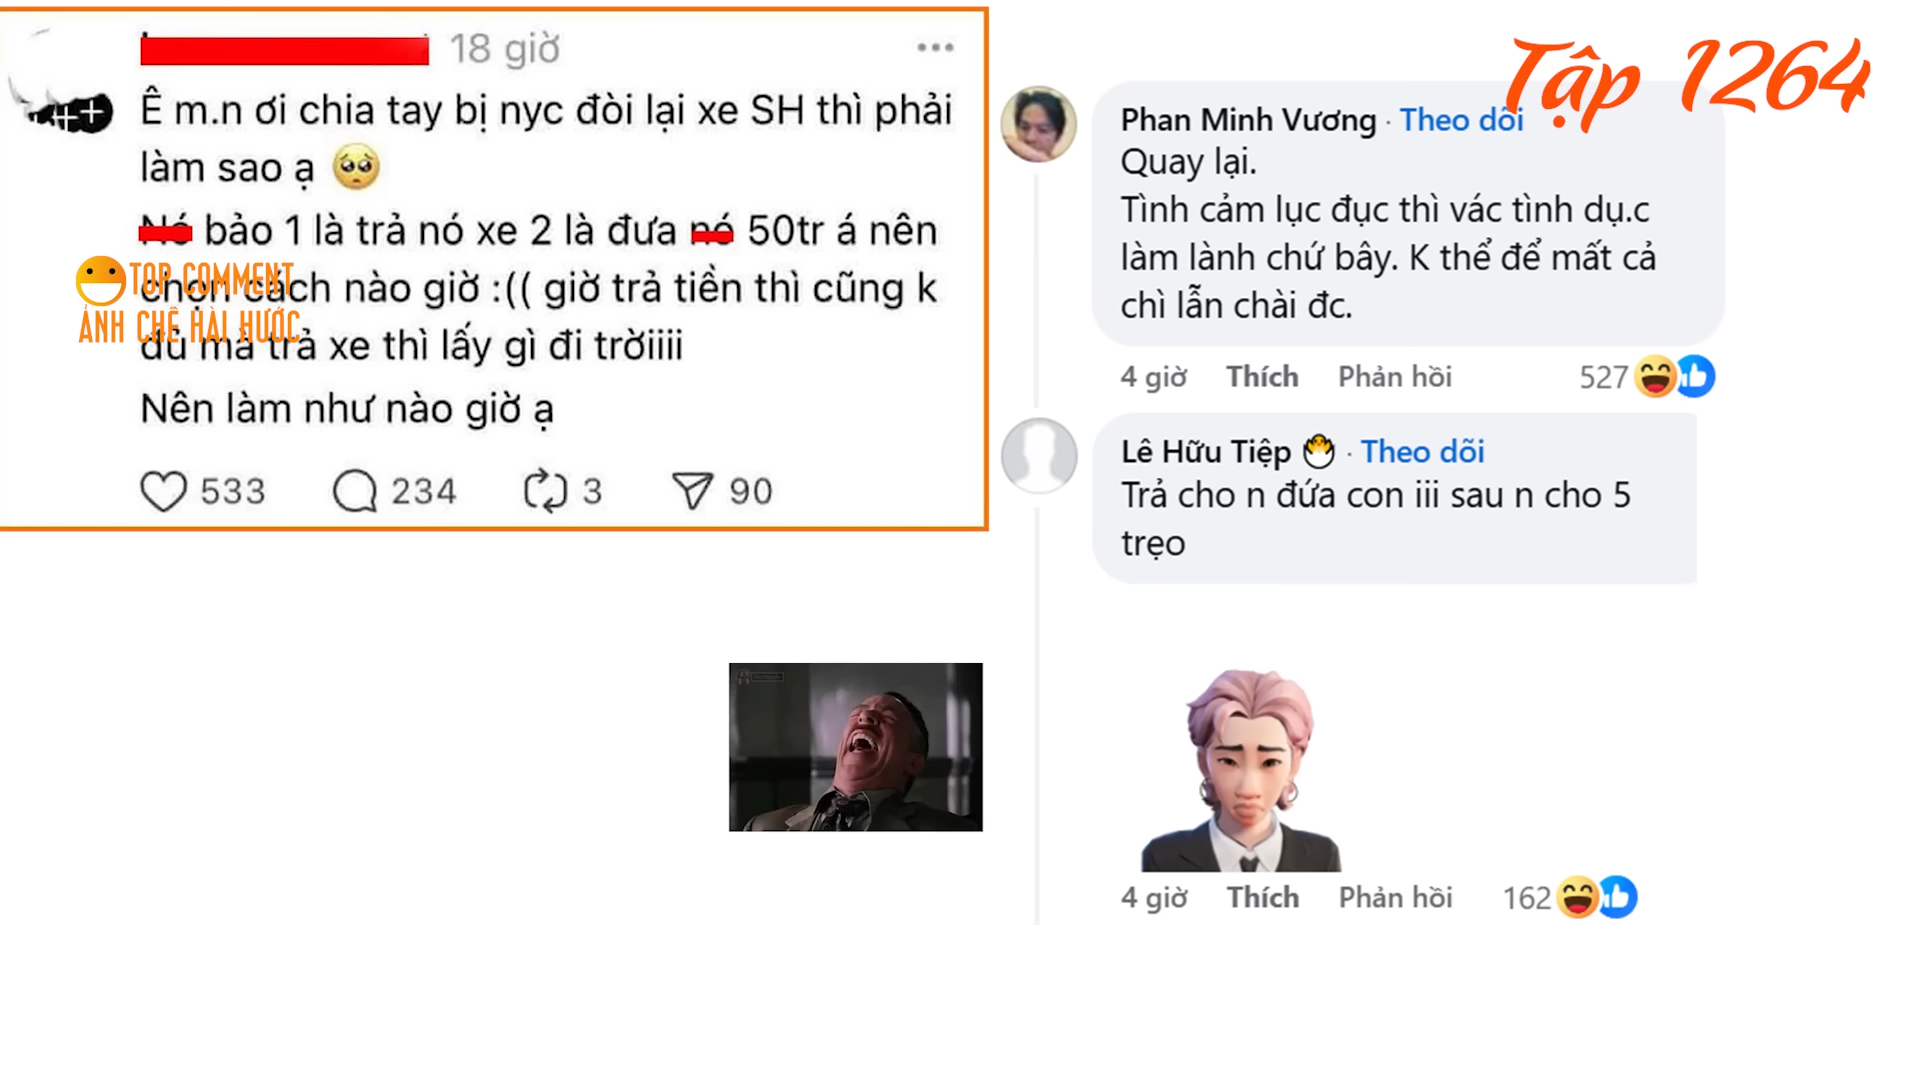 18 giờ
Ê m.n ơi chia tay bị nyc đòi lại xe SH thì phải
làm sao ạ 🥺
Nó bảo 1 là trả nó xe 2 là đưa nó 50tr á nên
chọn cách nào giờ :(( giờ trả tiền thì cũng k
đủ mà trả xe thì lấy gì đi trờiiii
Nên làm như nào giờ ạ
533 234 3 90
TOP COMMENT
ẢNH CHẾ HÀI HƯỚC
Tập 1264
Phan Minh Vương · Theo dõi
Quay lại.
Tình cảm lục đục thì vác tình dụ.c
làm lành chứ bây. K thể để mất cả
chì lẫn chài đc.
4 giờ Thích Phản hồi 527
Lê Hữu Tiệp 🐣 · Theo dõi
Trả cho n đứa con iii sau n cho 5
trẹo
4 giờ Thích Phản hồi 162